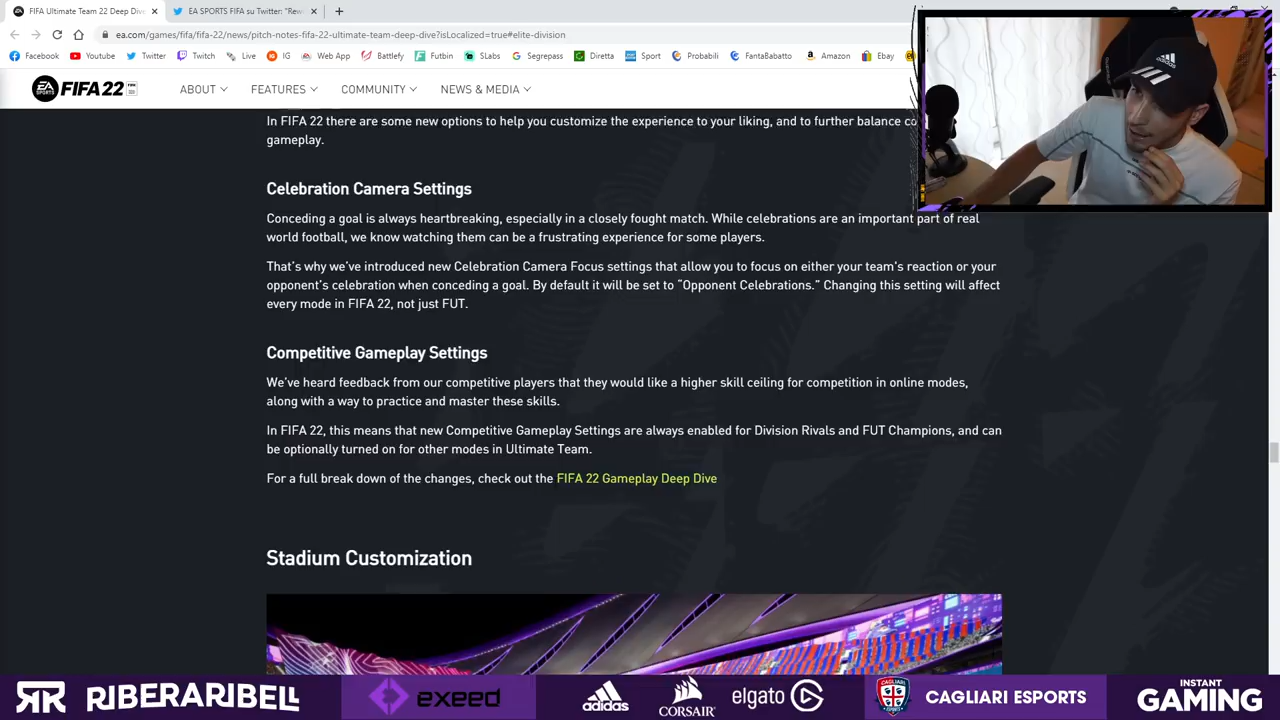 FIFA Ultimate Team 22 Deep Div
EA SPORTS FIFA su Twitter: "Rew
ea.com/games/fifa/fifa-22/news/pitch-notes-fifa-22-ultimate-team-deep-dive?isLocalized=true#elite-division
Facebook Youtube Twitter Twitch Live IG Web App Battlefy Futbin SLabs Segrepass Diretta Sport Probabili FantaBabatto Amazon Ebay
EA SPORTS FIFA 22 ABOUT FEATURES COMMUNITY NEWS & MEDIA
In FIFA 22 there are some new options to help you customize the experience to your liking, and to further balance co
gameplay.
Celebration Camera Settings
Conceding a goal is always heartbreaking, especially in a closely fought match. While celebrations are an important part of real
world football, we know watching them can be a frustrating experience for some players.
That's why we've introduced new Celebration Camera Focus settings that allow you to focus on either your team's reaction or your
opponent's celebration when conceding a goal. By default it will be set to "Opponent Celebrations." Changing this setting will affect
every mode in FIFA 22, not just FUT.
Competitive Gameplay Settings
We've heard feedback from our competitive players that they would like a higher skill ceiling for competition in online modes,
along with a way to practice and master these skills.
In FIFA 22, this means that new Competitive Gameplay Settings are always enabled for Division Rivals and FUT Champions, and can
be optionally turned on for other modes in Ultimate Team.
For a full break down of the changes, check out the FIFA 22 Gameplay Deep Dive
Stadium Customization
RR RIBERARIBELL exeed adidas CORSAIR elgato CAGLIARI ESPORTS INSTANT GAMING